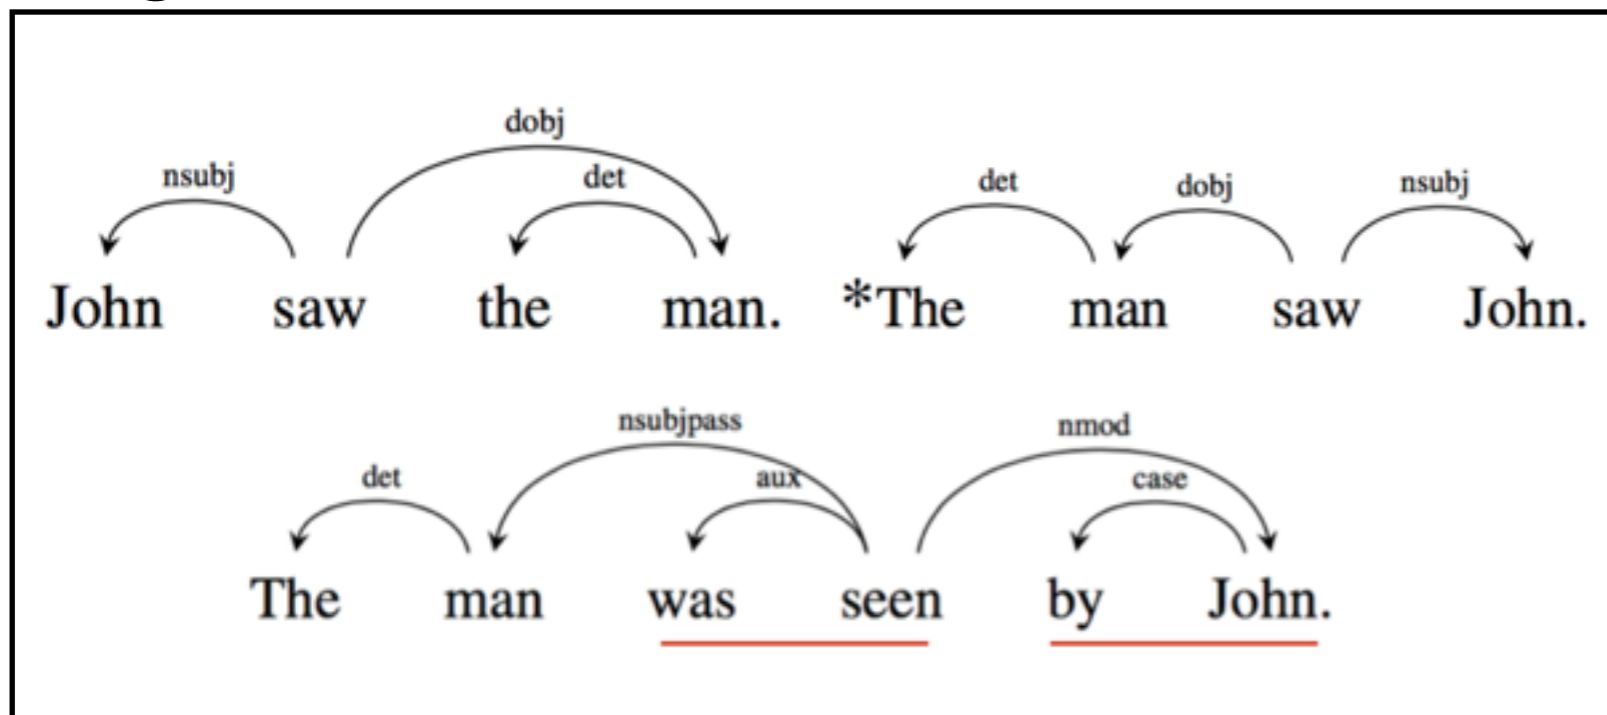 dobj
nsubj det det dobj nsubj
John saw the man. *The man saw John.
nsubjpass nmod
det aux case
The man was seen by John.